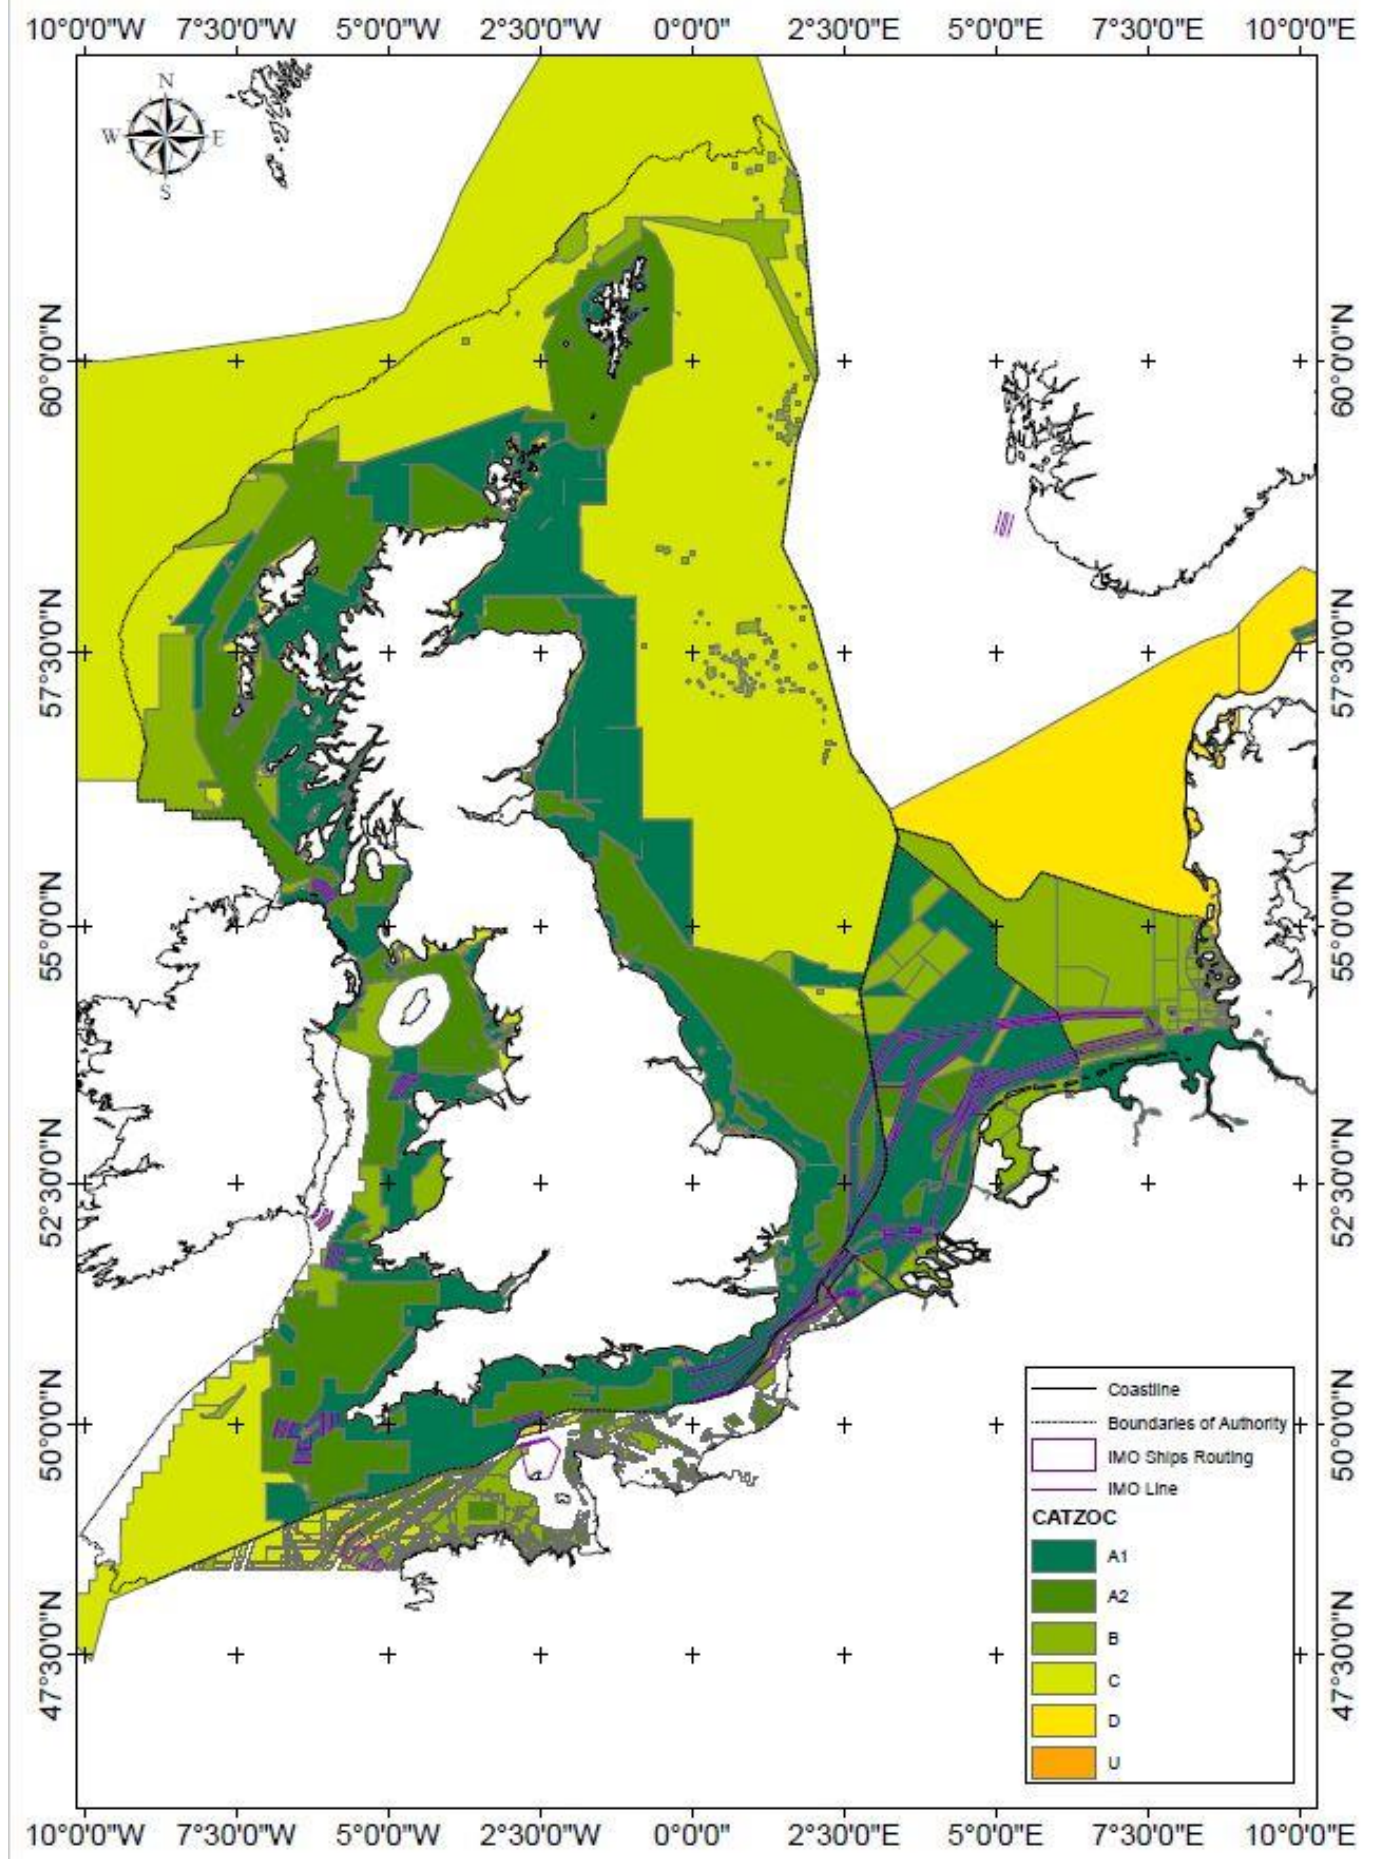 10°0'0"W 7°30'0"W 5°0'0"W 2°30'0"W 0°0'0" 2°30'0"E 5°0'0"E 7°30'0"E 10°0'0"E
N
W E
S
60°0'0"N 60°0'0"N
57°30'0"N 57°30'0"N
55°0'0"N 55°0'0"N
52°30'0"N 52°30'0"N
50°0'0"N 50°0'0"N
47°30'0"N 47°30'0"N
Coastline
Boundaries of Authority
IMO Ships Routing
IMO Line
CATZOC
A1
A2
B
C
D
U
10°0'0"W 7°30'0"W 5°0'0"W 2°30'0"W 0°0'0" 2°30'0"E 5°0'0"E 7°30'0"E 10°0'0"E